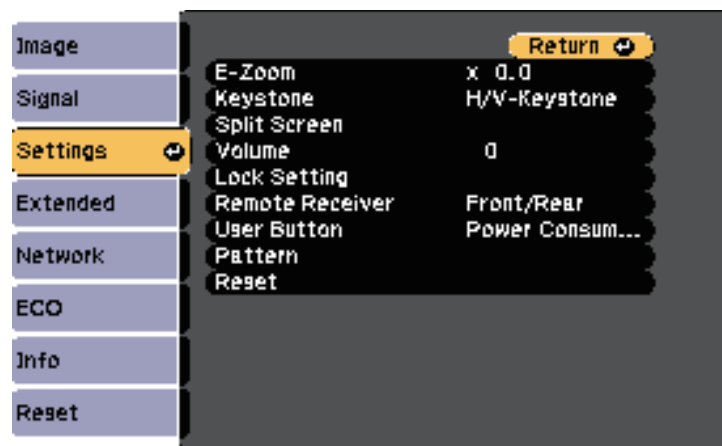 Image
Signal
Settings
Extended
Network
ECO
Info
Reset
Return
E-Zoom x 0.0
Keystone H/V-Keystone
Split Screen
Volume 0
Lock Setting
Remote Receiver Front/Rear
User Button Power Consum...
Pattern
Reset